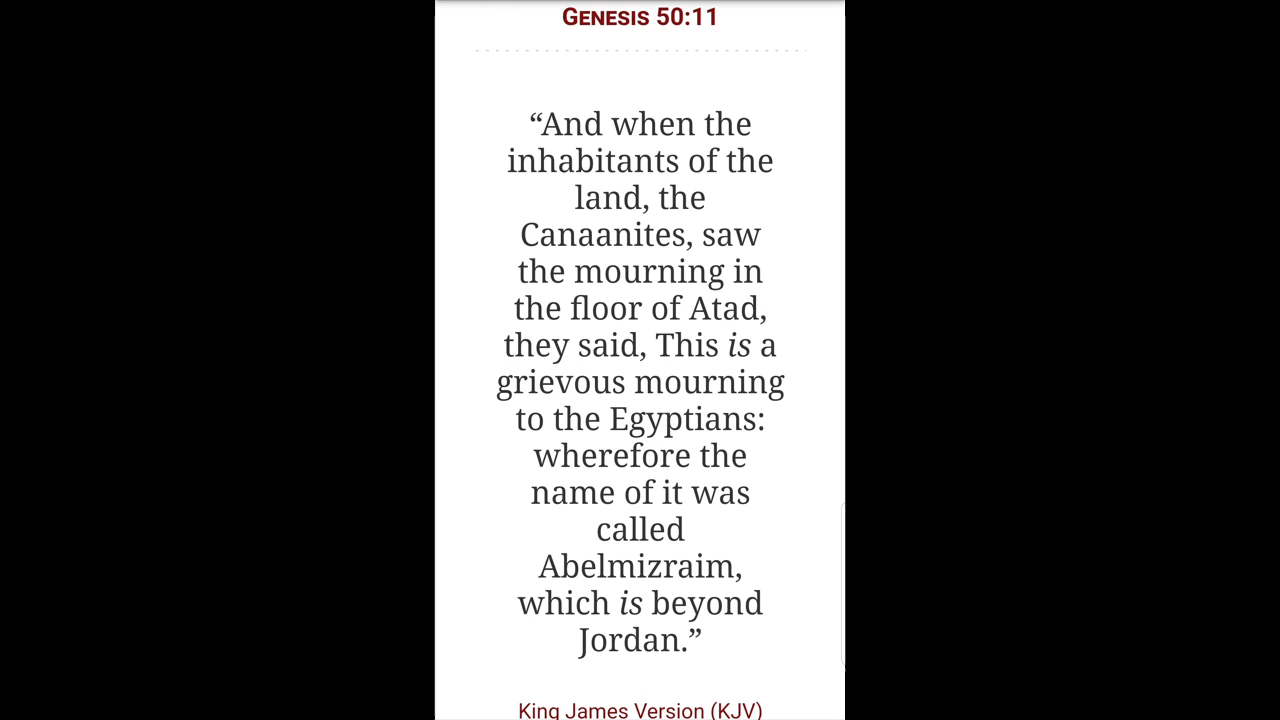 Genesis 50:11
“And when the
inhabitants of the
land, the
Canaanites, saw
the mourning in
the floor of Atad,
they said, This is a
grievous mourning
to the Egyptians:
wherefore the
name of it was
called
Abelmizraim,
which is beyond
Jordan.”
King James Version (KJV)